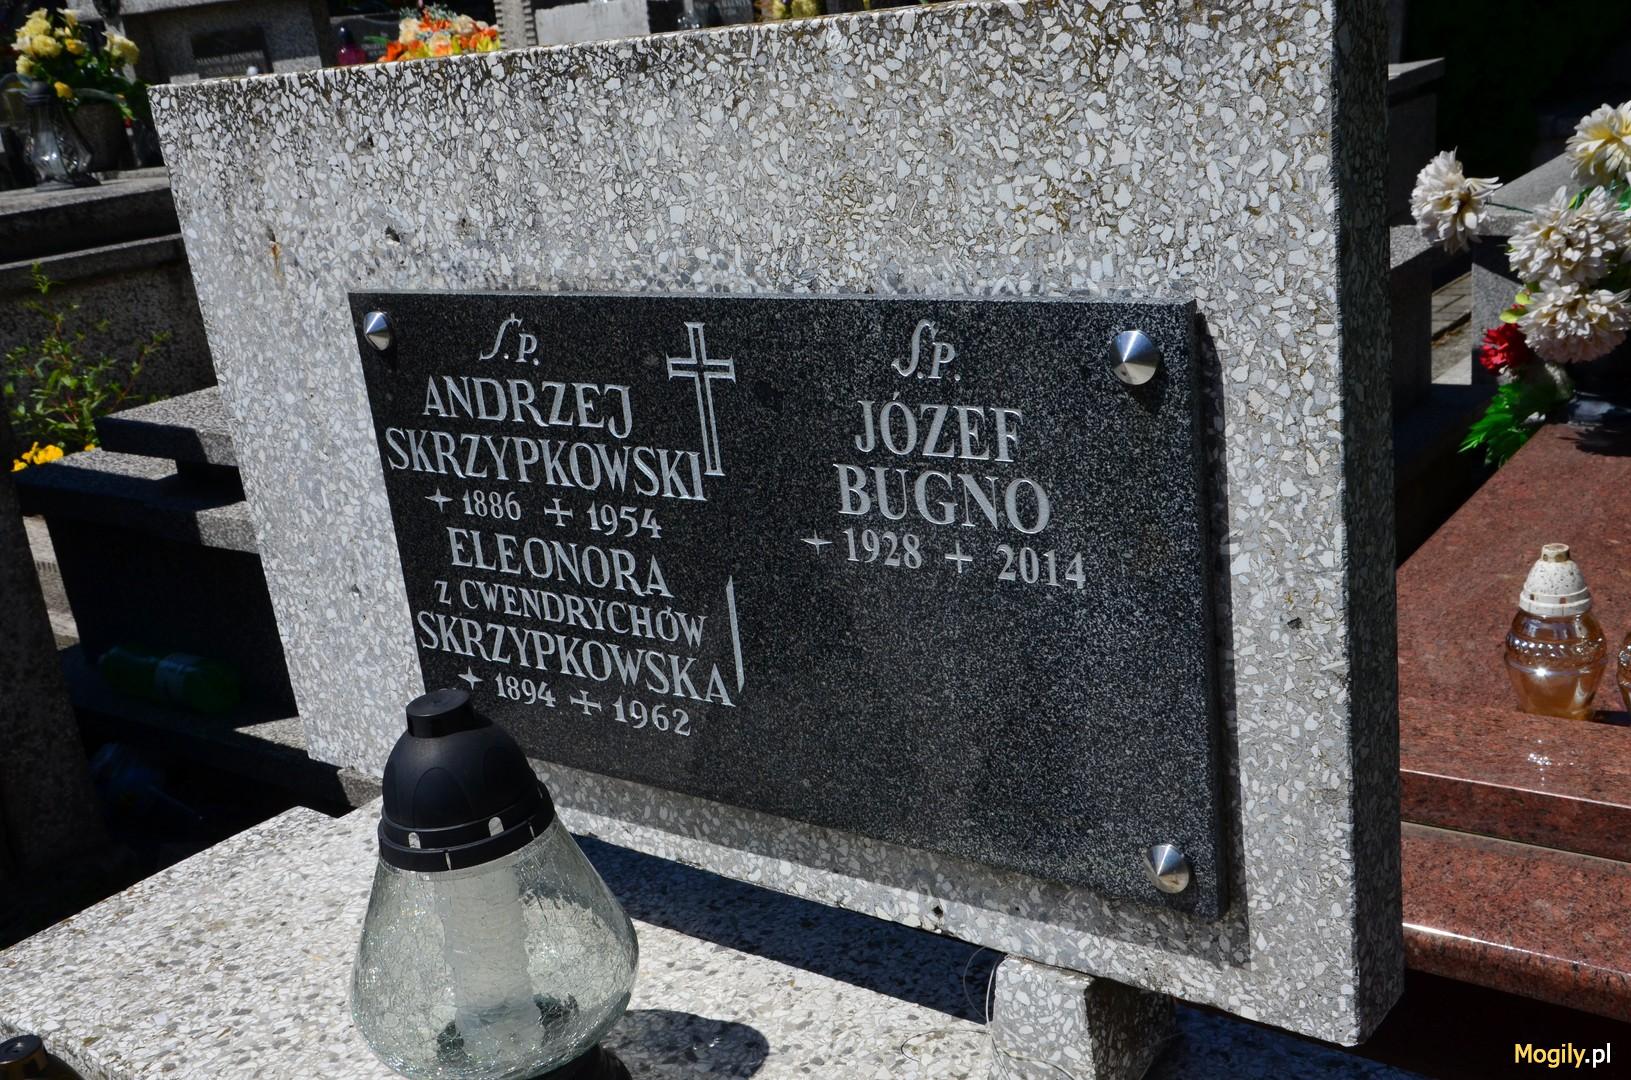 Ś.P.
ANDRZEJ
SKRZYPKOWSKI
1886 + 1954
ELEONORA
Z CWENDRYCHÓW
SKRZYPKOWSKA
1894 + 1962
Ś.P.
JÓZEF
BUGNO
1928 + 2014
Mogily.pl